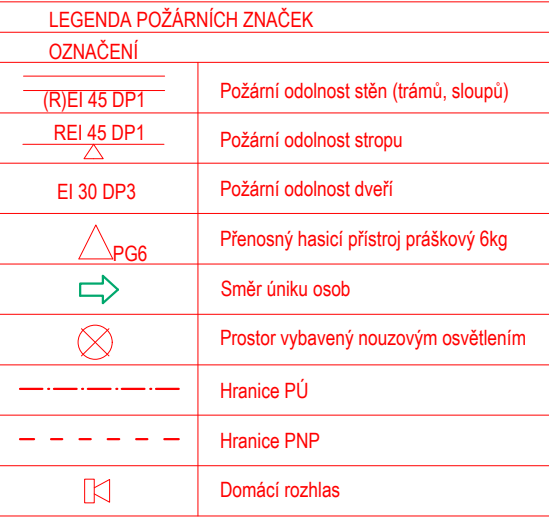 LEGENDA POŽÁRNÍCH ZNAČEK
OZNAČENÍ
(R)EI 45 DP1 Požární odolnost stěn (trámů, sloupů)
REI 45 DP1 Požární odolnost stropu
EI 30 DP3 Požární odolnost dveří
PG6 Přenosný hasicí přístroj práškový 6kg
Směr úniku osob
Prostor vybavený nouzovým osvětlením
Hranice PÚ
Hranice PNP
Domácí rozhlas